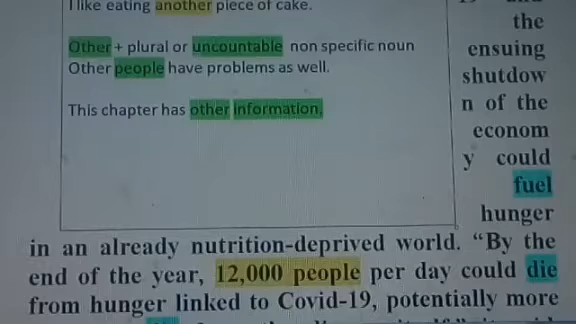 I like eating another piece of cake.
Other + plural or uncountable non specific noun
Other people have problems as well.
This chapter has other information.
the
ensuing
shutdow
n of the
econom
y could
fuel
hunger
in an already nutrition-deprived world. “By the
end of the year, 12,000 people per day could die
from hunger linked to Covid-19, potentially more